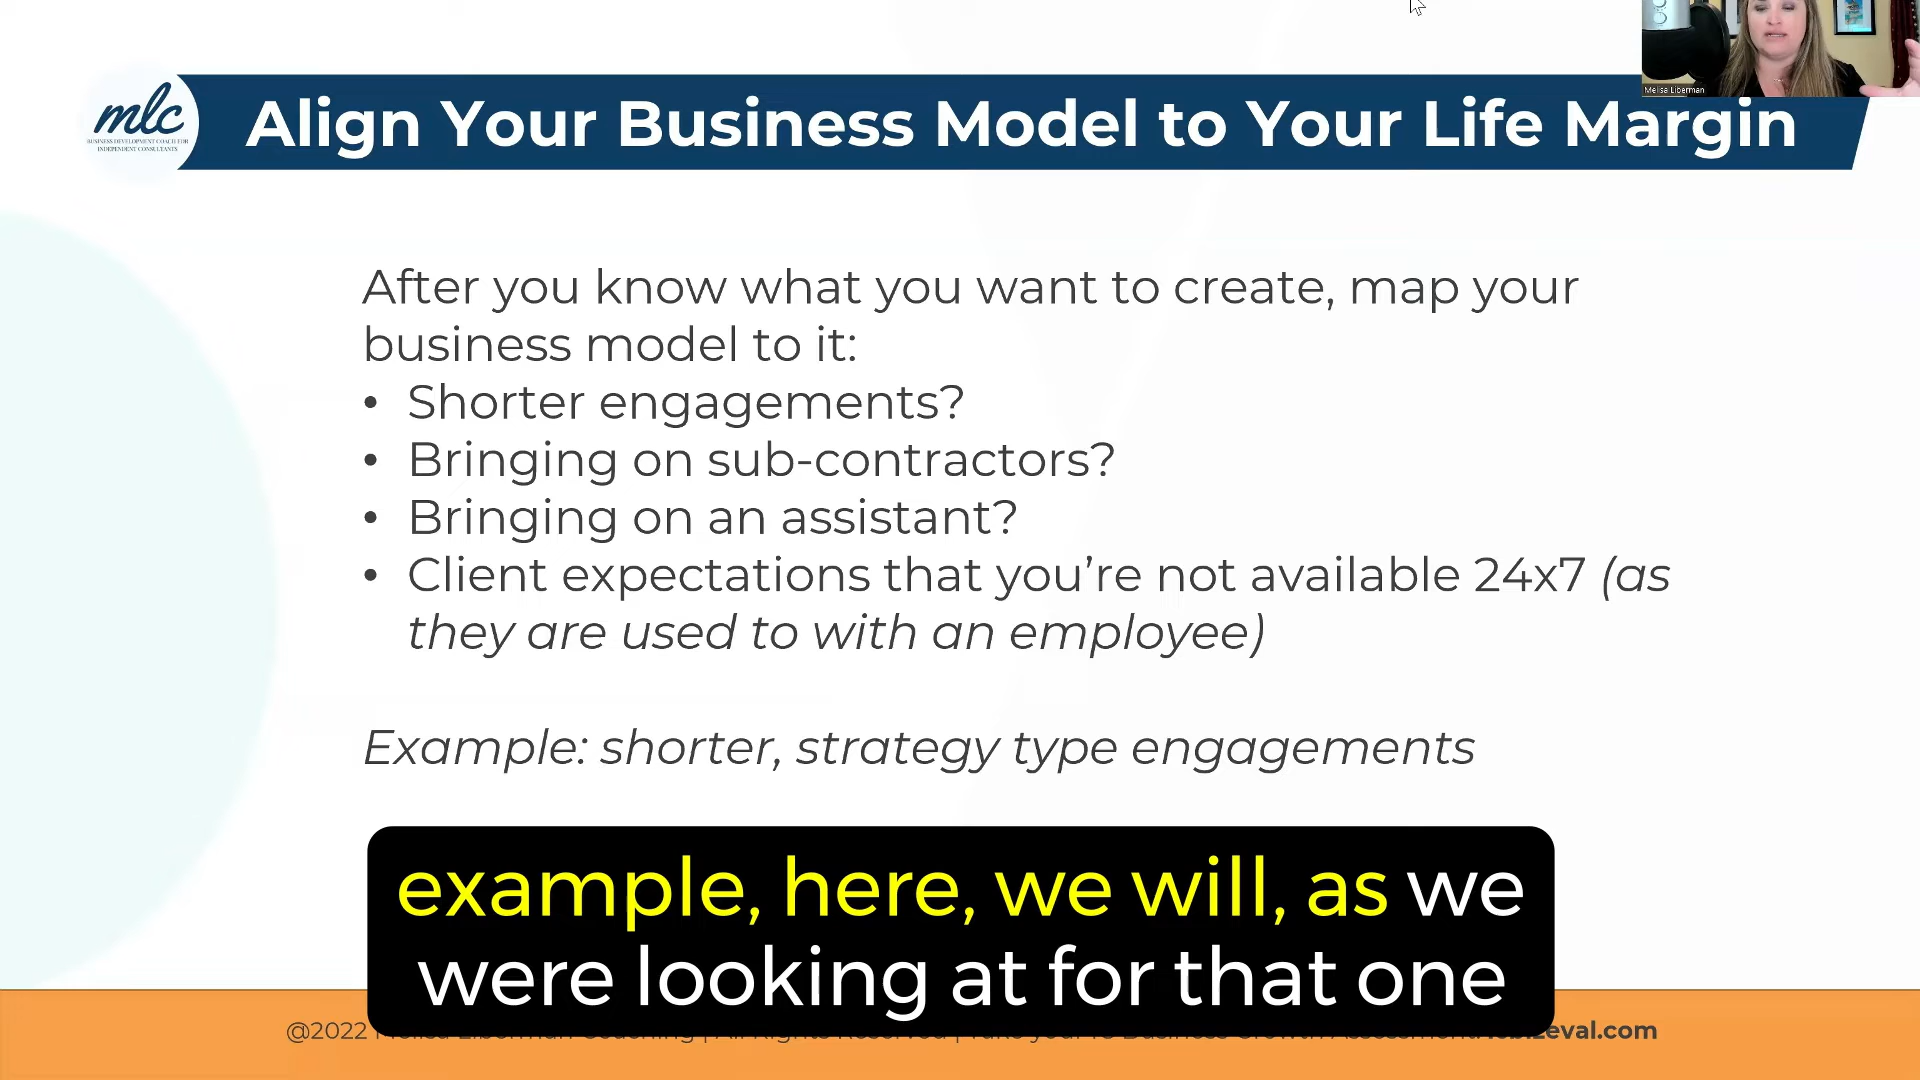 Melisa Liberman
mlc
BUSINESS DEVELOPMENT COACH FOR
INDEPENDENT CONSULTANTS
Align Your Business Model to Your Life Margin
After you know what you want to create, map your
business model to it:
• Shorter engagements?
• Bringing on sub-contractors?
• Bringing on an assistant?
• Client expectations that you’re not available 24x7 (as
they are used to with an employee)
Example: shorter, strategy type engagements
example, here, we will, as we
were looking at for that one
@2022 Melisa Liberman Coaching | All Rights Reserved | Take your IC Business Growth Assessment